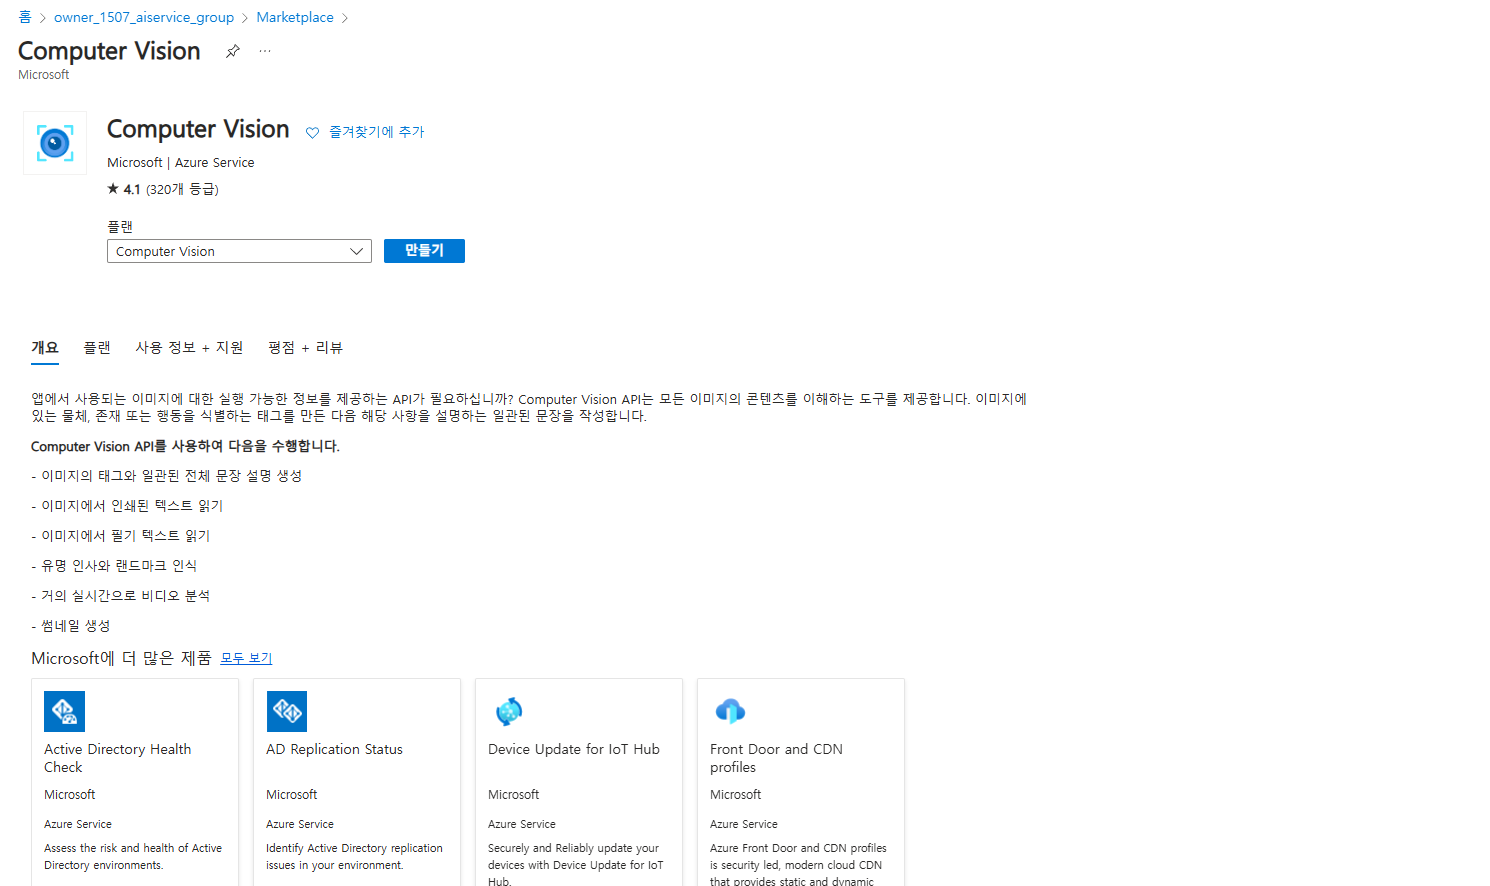 홈 > owner_1507_aiservice_group > Marketplace >
Computer Vision ...
Microsoft
Computer Vision 즐겨찾기에 추가
Microsoft | Azure Service
★ 4.1 (320개 등급)
플랜
Computer Vision 만들기
개요 플랜 사용 정보 + 지원 평점 + 리뷰
앱에서 사용되는 이미지에 대한 실행 가능한 정보를 제공하는 API가 필요하십니까? Computer Vision API는 모든 이미지의 콘텐츠를 이해하는 도구를 제공합니다. 이미지에
있는 물체, 존재 또는 행동을 식별하는 태그를 만든 다음 해당 사항을 설명하는 일관된 문장을 작성합니다.
Computer Vision API를 사용하여 다음을 수행합니다.
- 이미지의 태그와 일관된 전체 문장 설명 생성
- 이미지에서 인쇄된 텍스트 읽기
- 이미지에서 필기 텍스트 읽기
- 유명 인사와 랜드마크 인식
- 거의 실시간으로 비디오 분석
- 썸네일 생성
Microsoft에 더 많은 제품 모두 보기
Active Directory Health
Check
Microsoft
Azure Service
Assess the risk and health of Active
Directory environments.
AD Replication Status
Microsoft
Azure Service
Identify Active Directory replication
issues in your environment.
Device Update for IoT Hub
Microsoft
Azure Service
Securely and Reliably update your
devices with Device Update for IoT
Hub.
Front Door and CDN
profiles
Microsoft
Azure Service
Azure Front Door and CDN profiles
is security led, modern cloud CDN
that provides static and dynamic